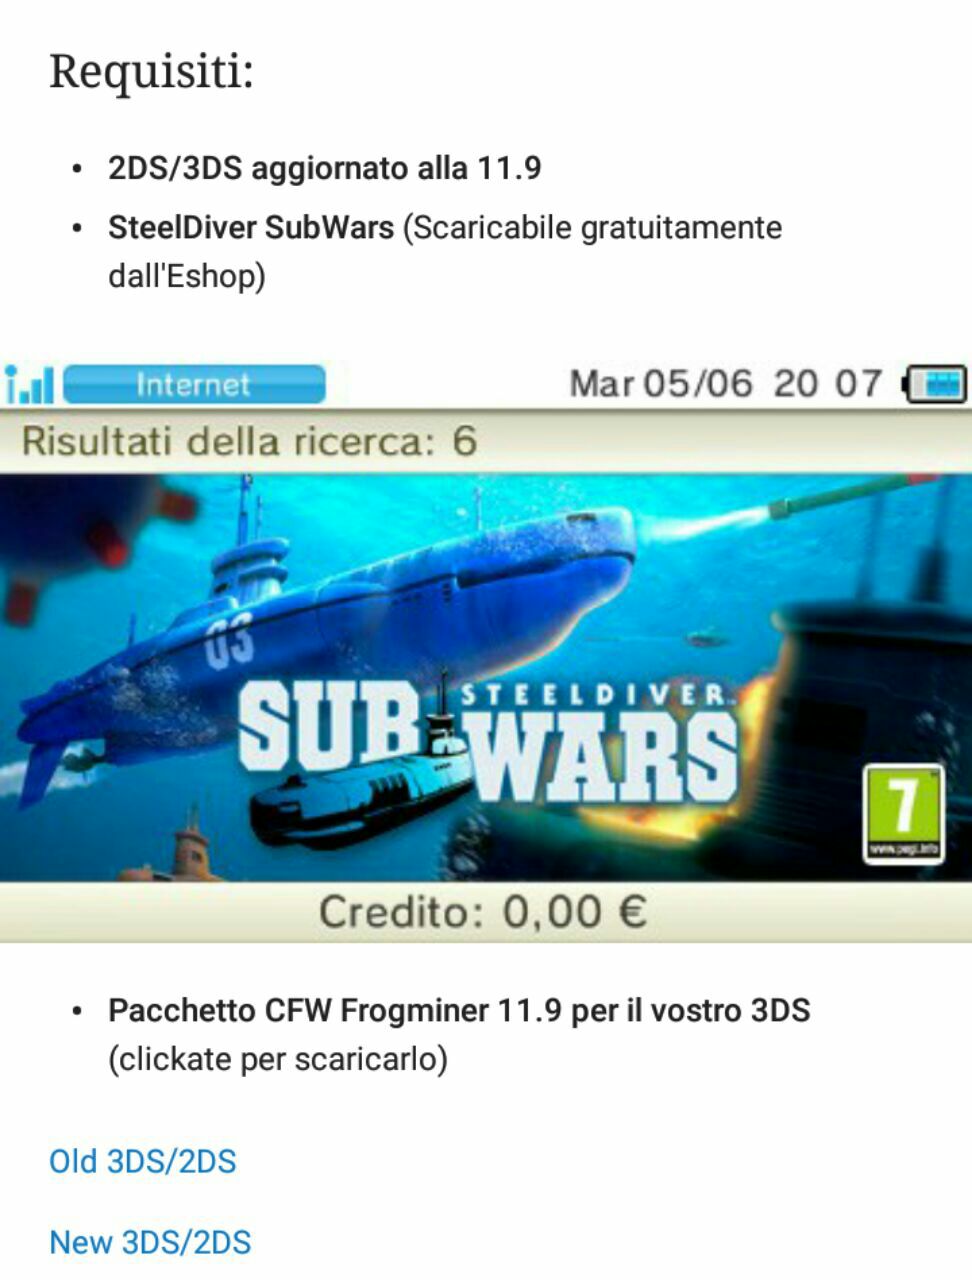 Requisiti:
• 2DS/3DS aggiornato alla 11.9
• SteelDiver SubWars (Scaricabile gratuitamente
dall'Eshop)
Internet
Mar 05/06 20 07
Risultati della ricerca: 6
03
STEELDIVER™
SUB WARS
7
www.pegi.info
Credito: 0,00 €
• Pacchetto CFW Frogminer 11.9 per il vostro 3DS
(clickate per scaricarlo)
Old 3DS/2DS
New 3DS/2DS